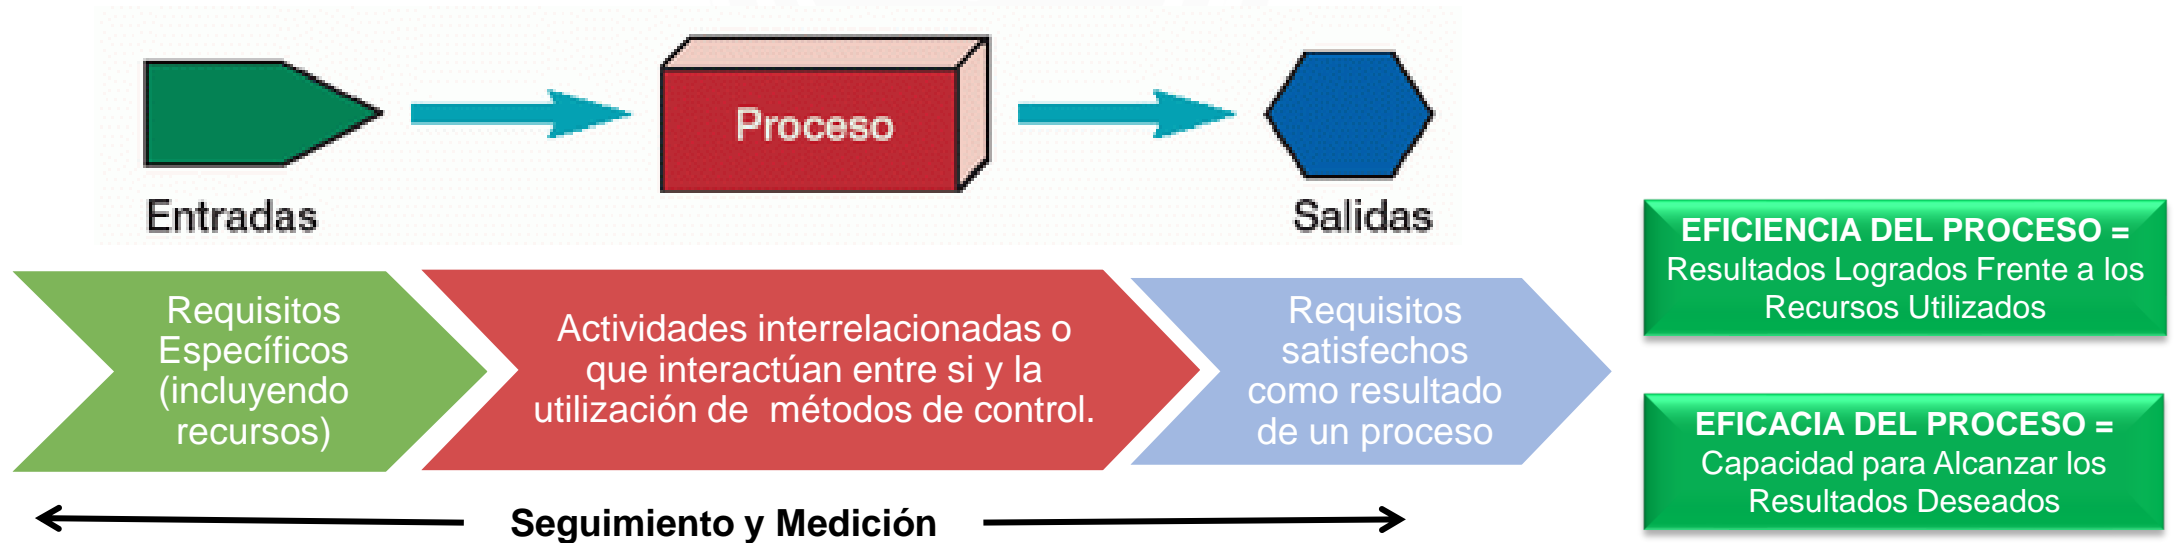 Proceso
Entradas
Salidas
Requisitos
Específicos
(incluyendo
recursos)
Actividades interrelacionadas o
que interactúan entre si y la
utilización de métodos de control.
Requisitos
satisfechos
como resultado
de un proceso
EFICIENCIA DEL PROCESO =
Resultados Logrados Frente a los
Recursos Utilizados
EFICACIA DEL PROCESO =
Capacidad para Alcanzar los
Resultados Deseados
Seguimiento y Medición